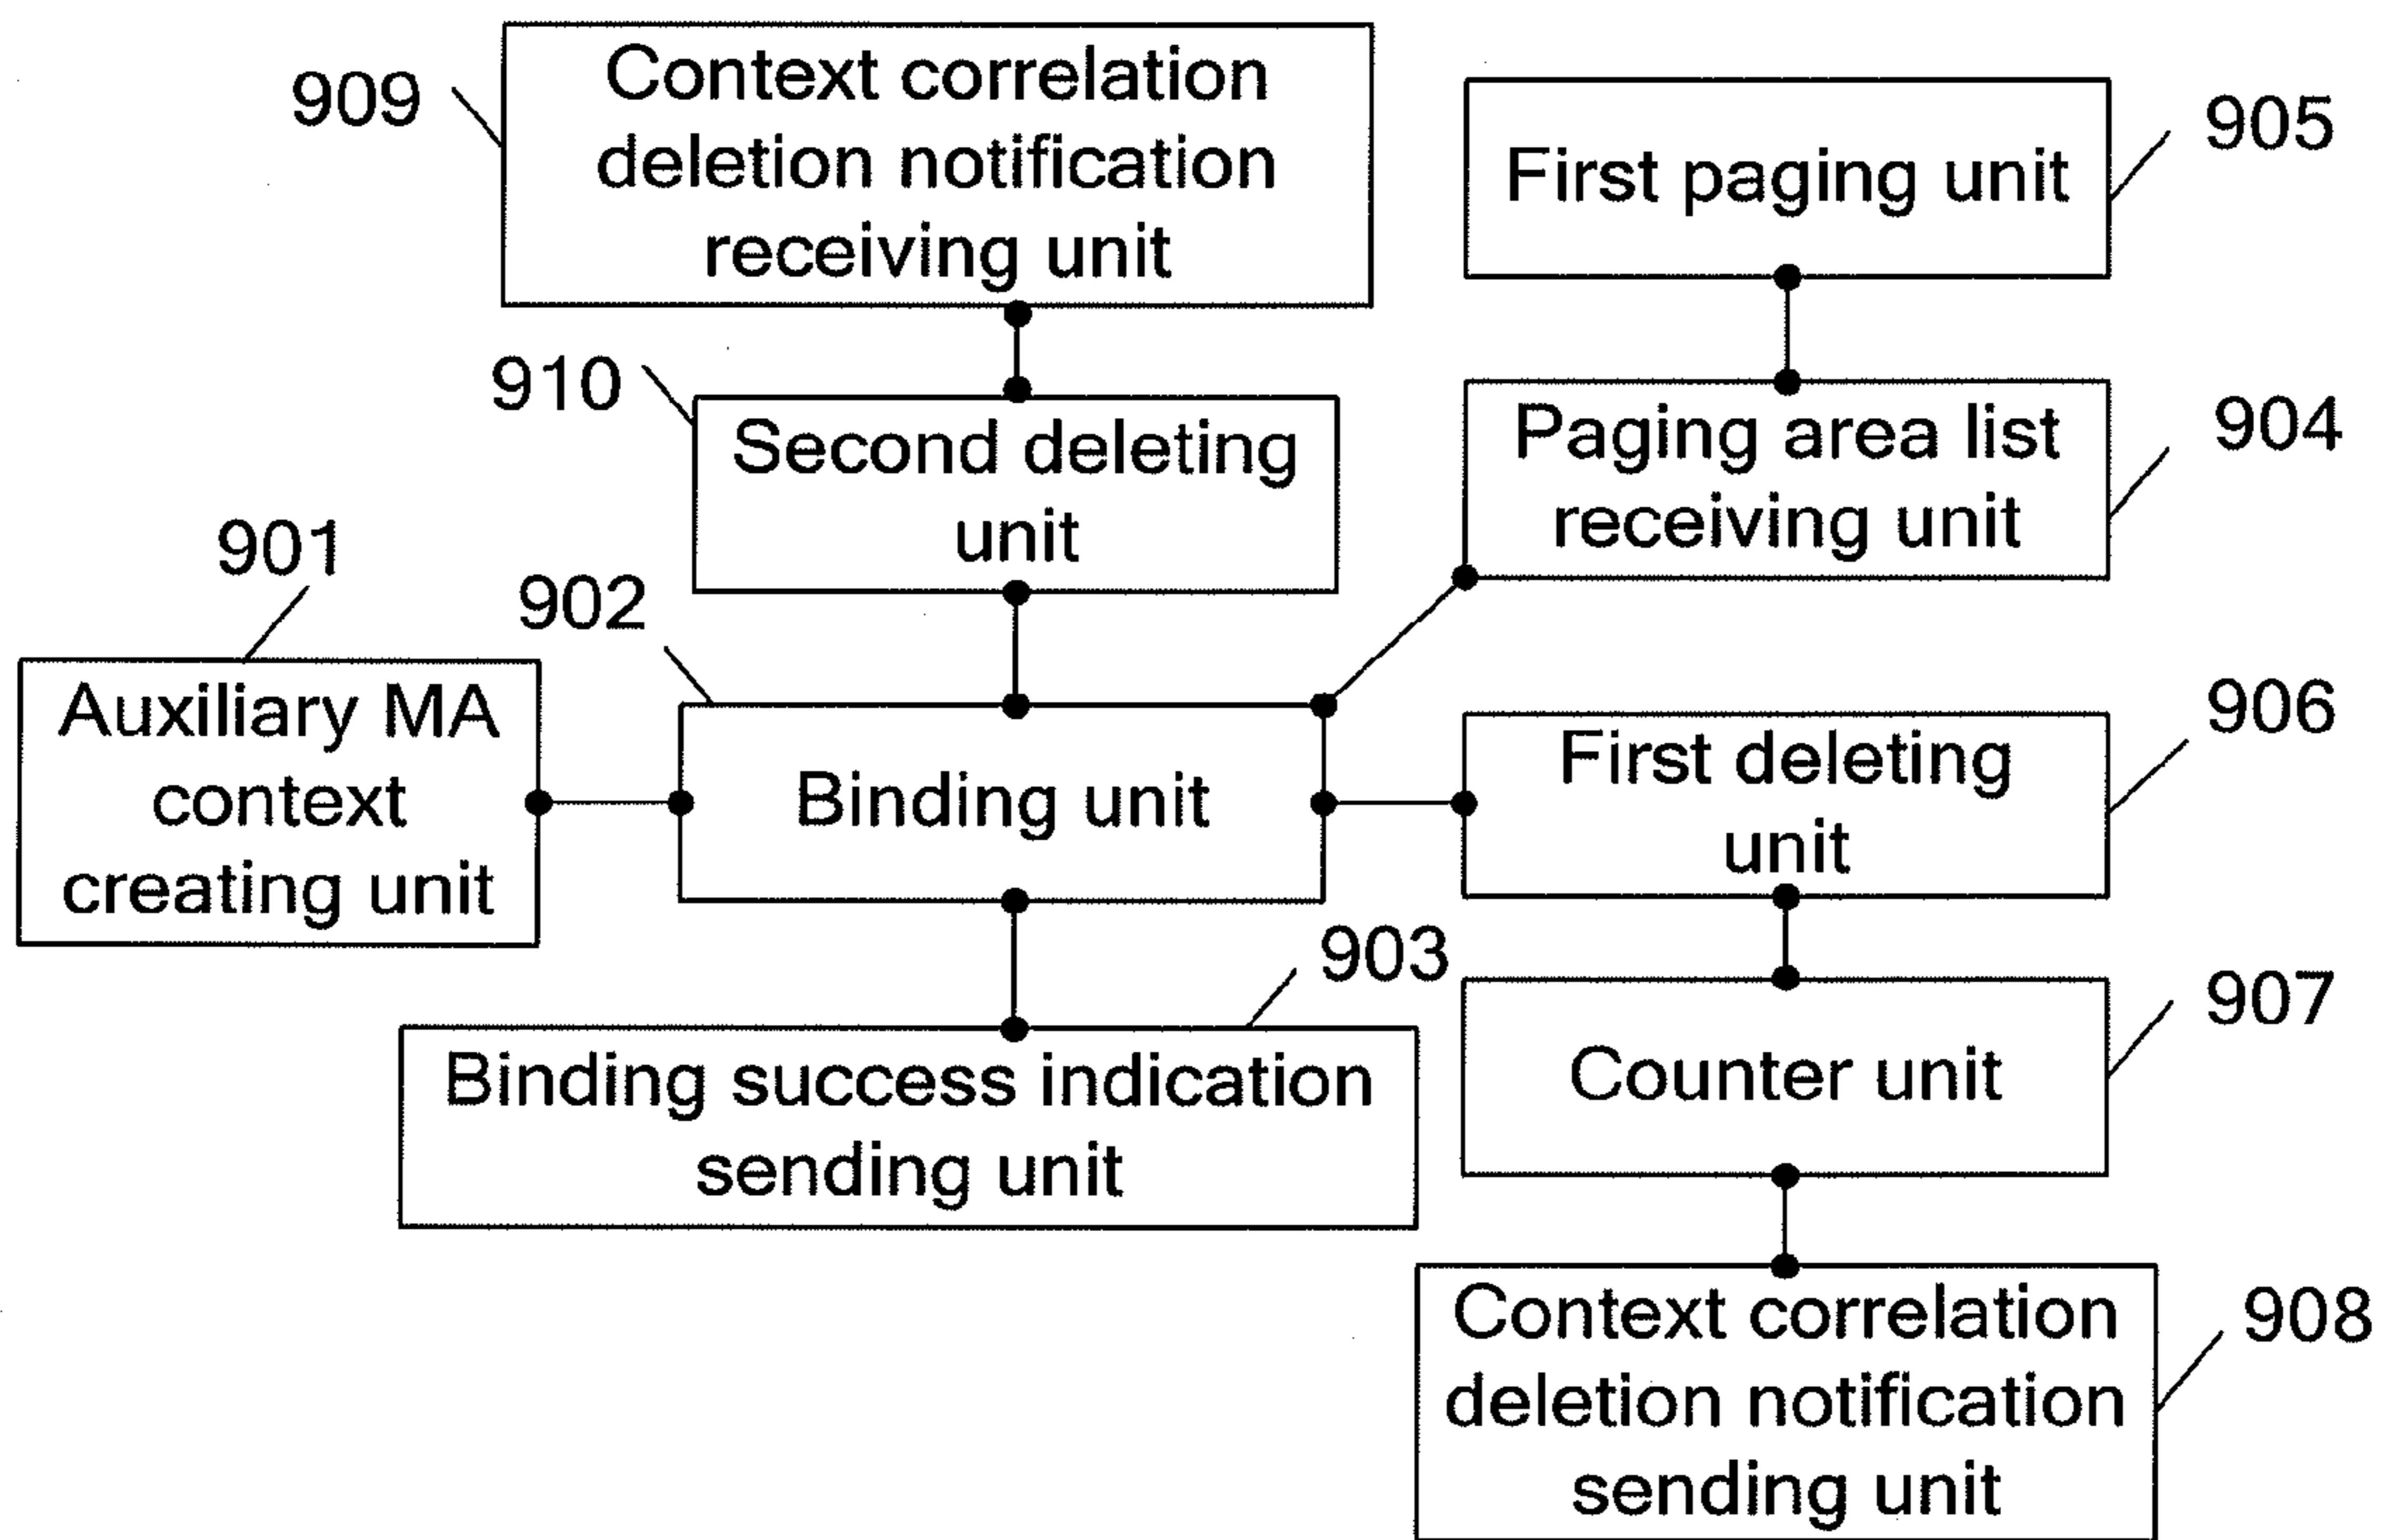 909
Context correlation
deletion notification
receiving unit
First paging unit
905
910
Second deleting
unit
Paging area list
receiving unit
904
901
Auxiliary MA
context
creating unit
902
Binding unit
First deleting
unit
906
903
Binding success indication
sending unit
Counter unit
907
Context correlation
deletion notification
sending unit
908